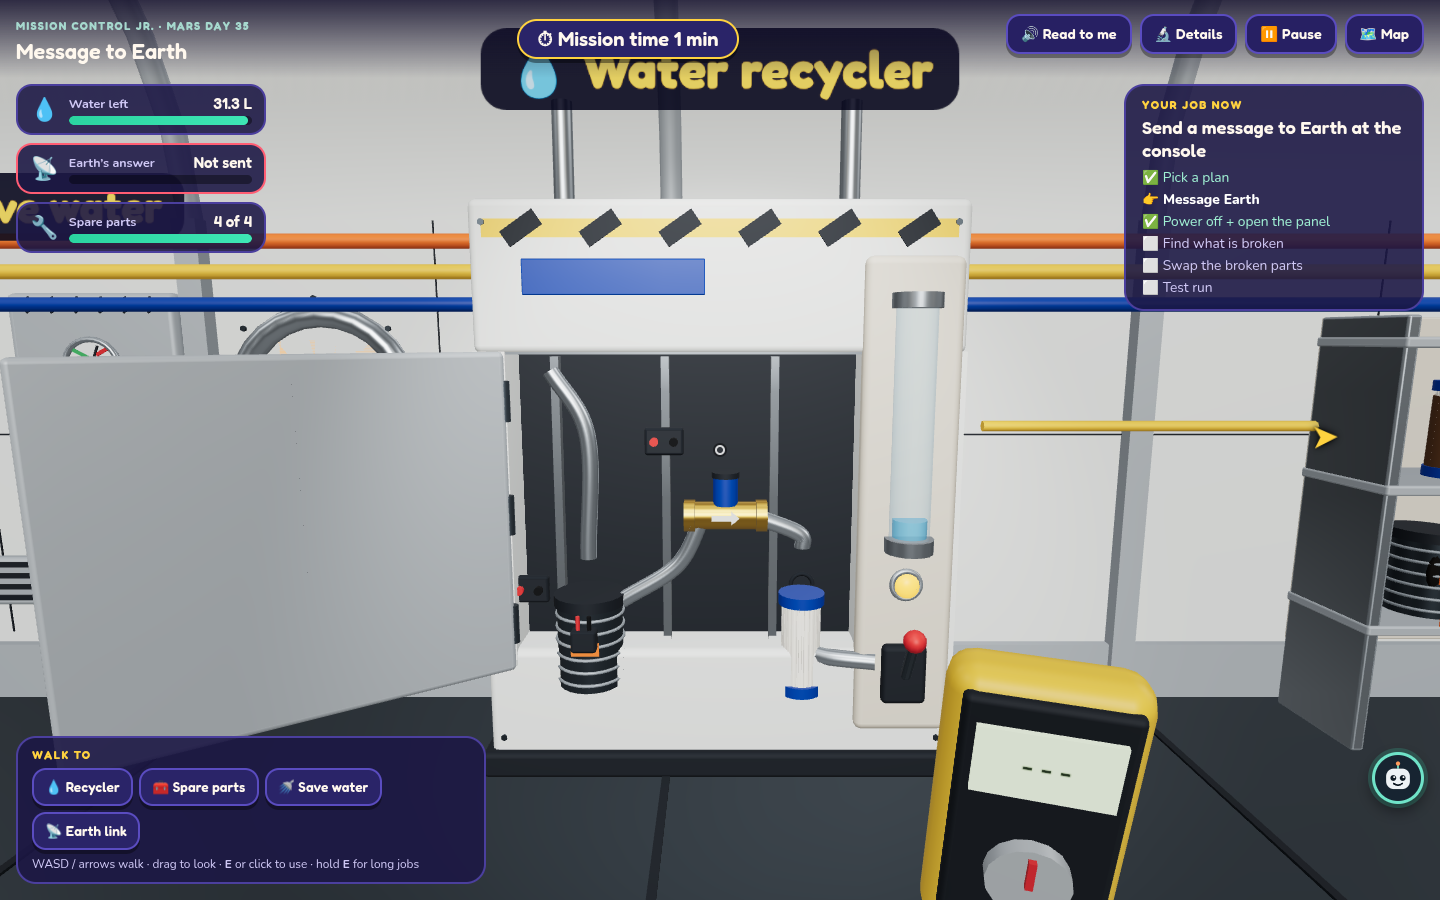 MISSION CONTROL JR. · MARS DAY 35
Message to Earth
Water left
31.3 L
Earth's answer
Not sent
Spare parts
4 of 4
ve water
⏱ Mission time 1 min
💧 Water recycler
🔊 Read to me
🔬 Details
⏸ Pause
🗺️ Map
YOUR JOB NOW
Send a message to Earth at the
console
✅ Pick a plan
👉 Message Earth
✅ Power off + open the panel
⬜ Find what is broken
⬜ Swap the broken parts
⬜ Test run
- - -
WALK TO
💧 Recycler
🧰 Spare parts
🚿 Save water
📡 Earth link
WASD / arrows walk · drag to look · E or click to use · hold E for long jobs